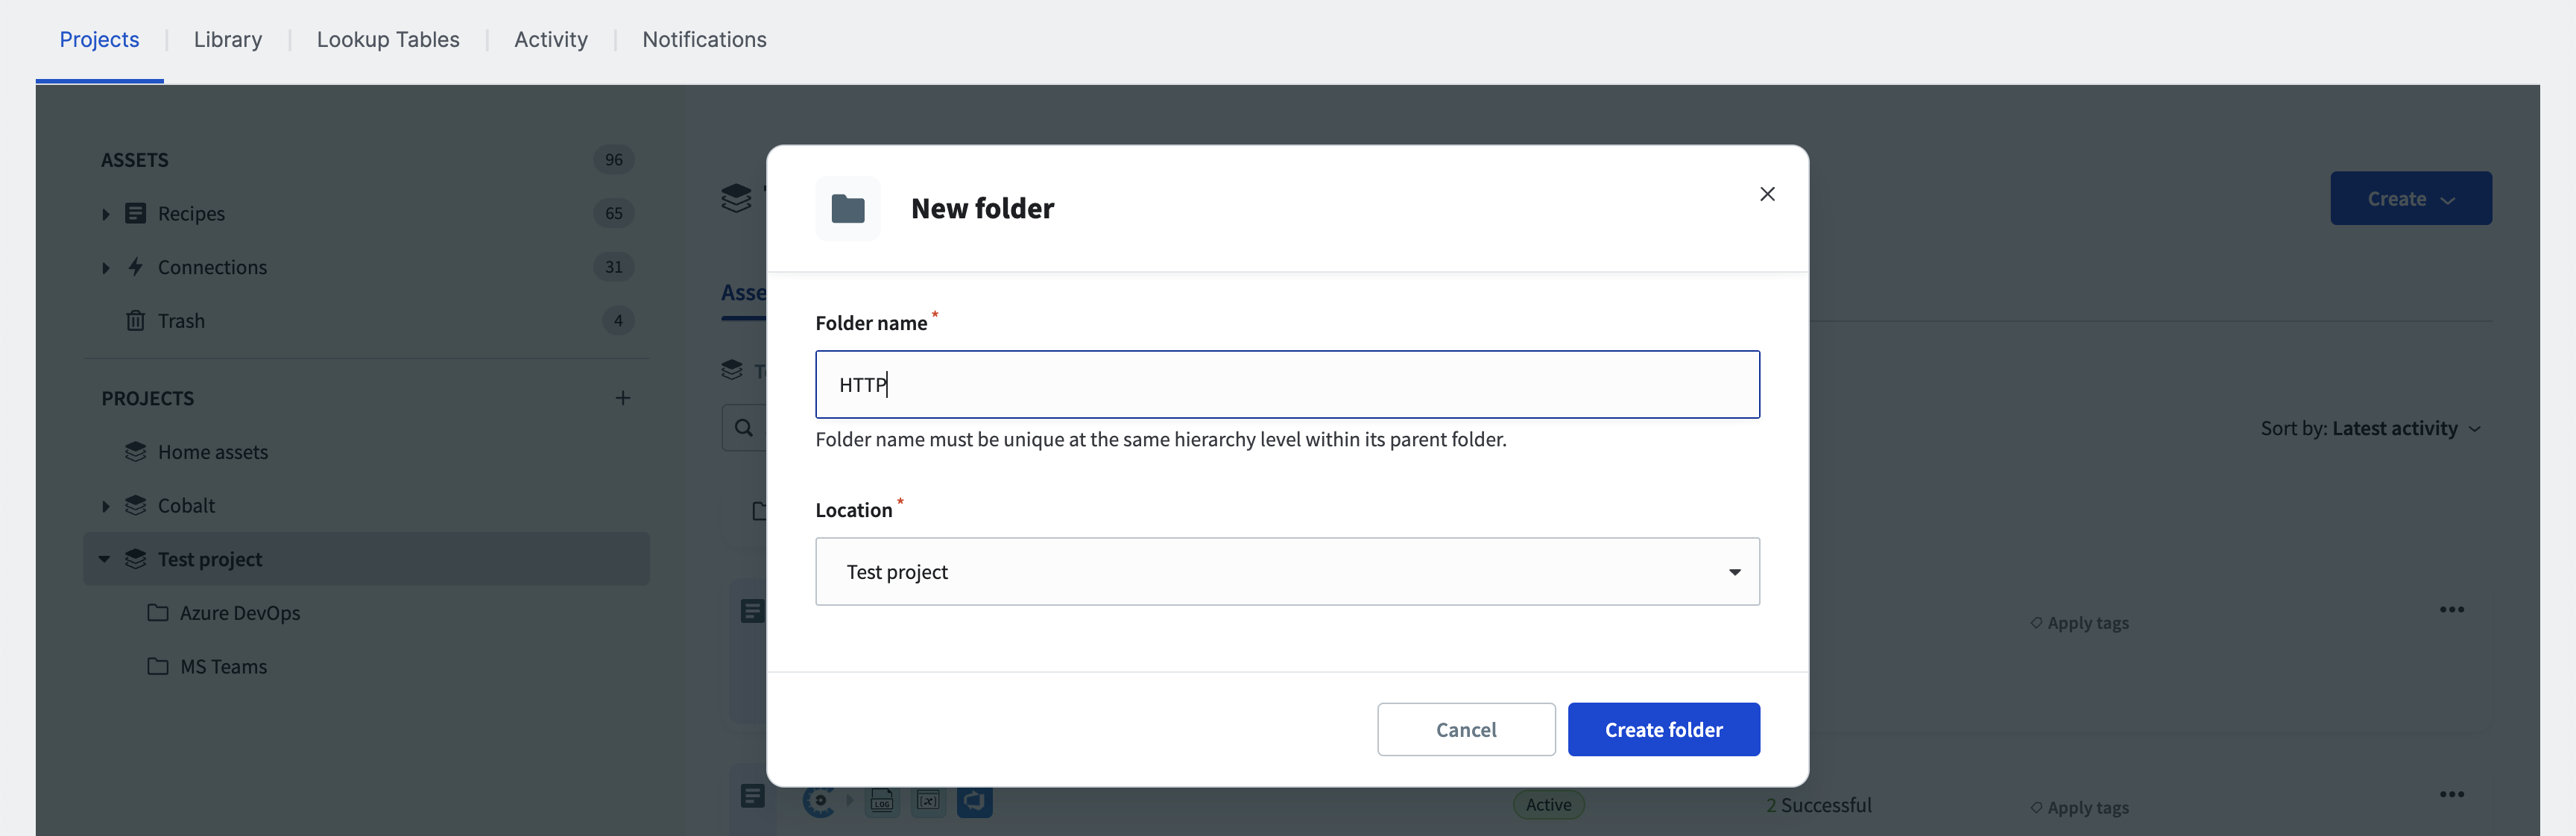 Projects
Library
Lookup Tables
Activity
Notifications
ASSETS
96
Recipes
65
Connections
31
Trash
4
PROJECTS
Home assets
Cobalt
Test project
Azure DevOps
MS Teams
Create
Sort by: Latest activity
Apply tags
New folder
Folder name *
HTTP
Folder name must be unique at the same hierarchy level within its parent folder.
Location *
Test project
Cancel
Create folder
LOG
Active
2 Successful
Apply tags